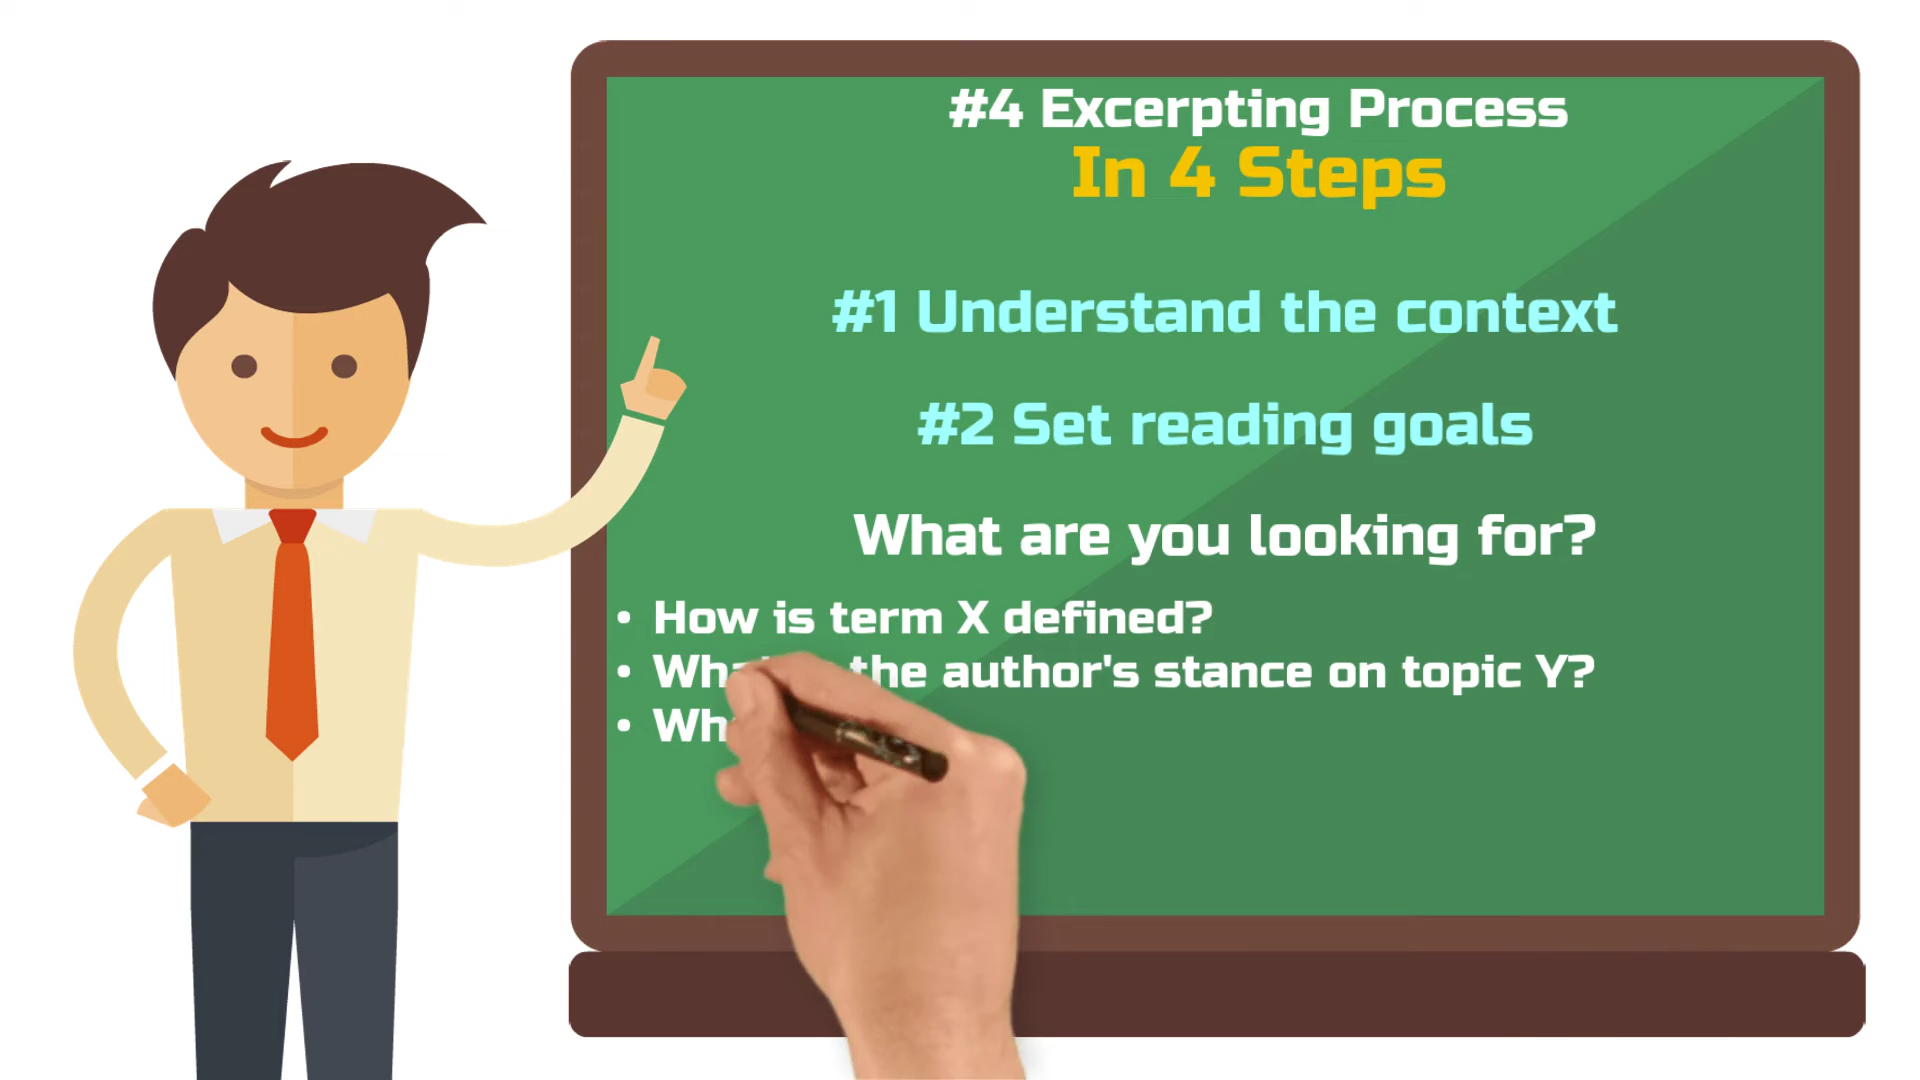 #4 Excerpting Process
In 4 Steps
#1 Understand the context
#2 Set reading goals
What are you looking for?
• How is term X defined?
• the author's stance on topic Y?
•